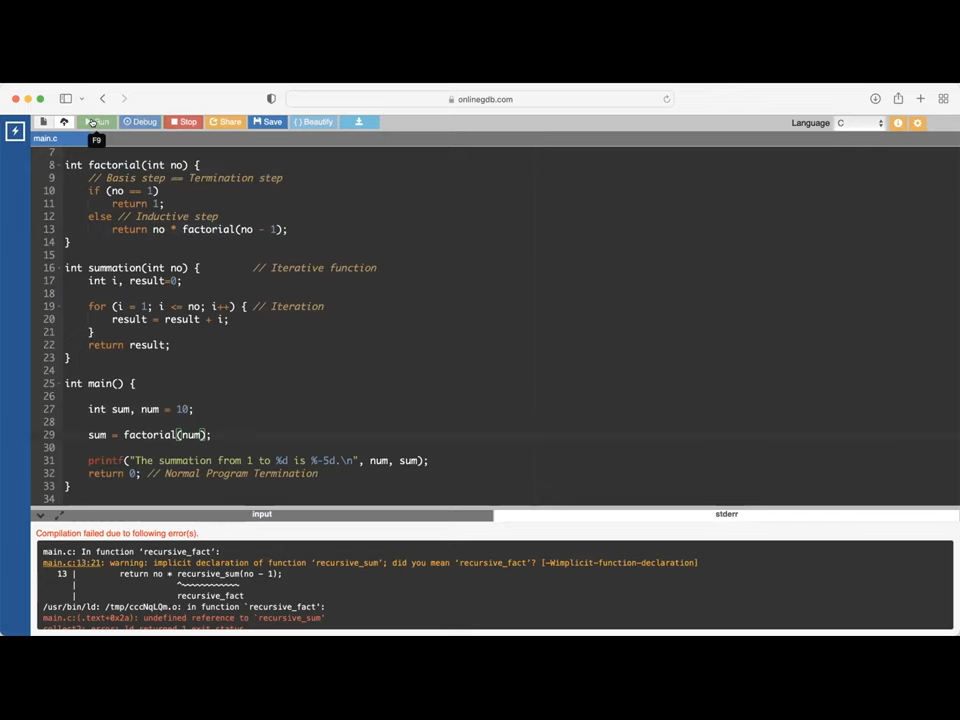 onlinegdb.com
Run
Debug
Stop
Share
Save
{} Beautify
Language C
F9
main.c
7
8 int factorial(int no) {
9 // Basis step == Termination step
10 if (no == 1)
11 return 1;
12 else // Inductive step
13 return no * factorial(no - 1);
14 }
15
16 int summation(int no) { // Iterative function
17 int i, result=0;
18
19 for (i = 1; i <= no; i++) { // Iteration
20 result = result + i;
21 }
22 return result;
23 }
24
25 int main() {
26
27 int sum, num = 10;
28
29 sum = factorial(num);
30
31 printf("The summation from 1 to %d is %-5d.\n", num, sum);
32 return 0; // Normal Program Termination
33 }
34
input
stderr
Compilation failed due to following error(s).
main.c: In function ‘recursive_fact’:
main.c:13:21: warning: implicit declaration of function ‘recursive_sum’; did you mean ‘recursive_fact’? [-Wimplicit-function-declaration]
13 | return no * recursive_sum(no - 1);
| ^~~~~~~~~~~~~
| recursive_fact
/usr/bin/ld: /tmp/cccNqLQm.o: in function `recursive_fact':
main.c:(.text+0x2a): undefined reference to `recursive_sum'
collect2: error: ld returned 1 exit status